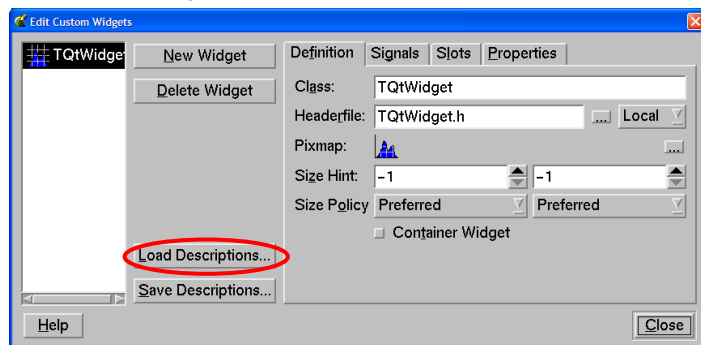 Edit Custom Widgets
TQtWidget
New Widget
Delete Widget
Load Descriptions...
Save Descriptions...
Definition Signals Slots Properties
Class: TQtWidget
Headerfile: TQtWidget.h ... Local
Pixmap: ...
Size Hint: -1 -1
Size Policy Preferred Preferred
Container Widget
Help Close